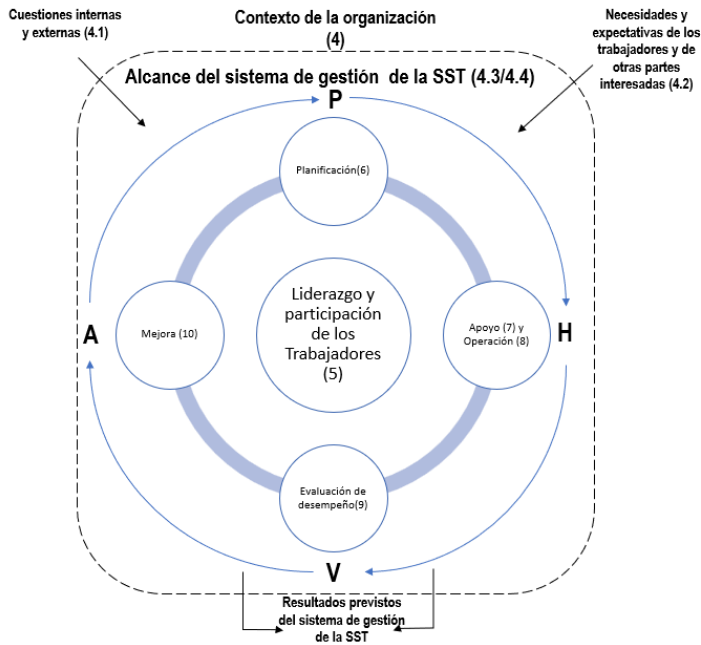 Cuestiones internas
y externas (4.1)
Contexto de la organización
(4)
Necesidades y
expectativas de los
trabajadores y de
otras partes
interesadas (4.2)
Alcance del sistema de gestión de la SST (4.3/4.4)
P
Planificación(6)
A
Mejora (10)
Liderazgo y
participación
de los
Trabajadores
(5)
Apoyo (7) y
Operación (8)
H
Evaluación de
desempeño(9)
V
Resultados previstos
del sistema de gestión
de la SST